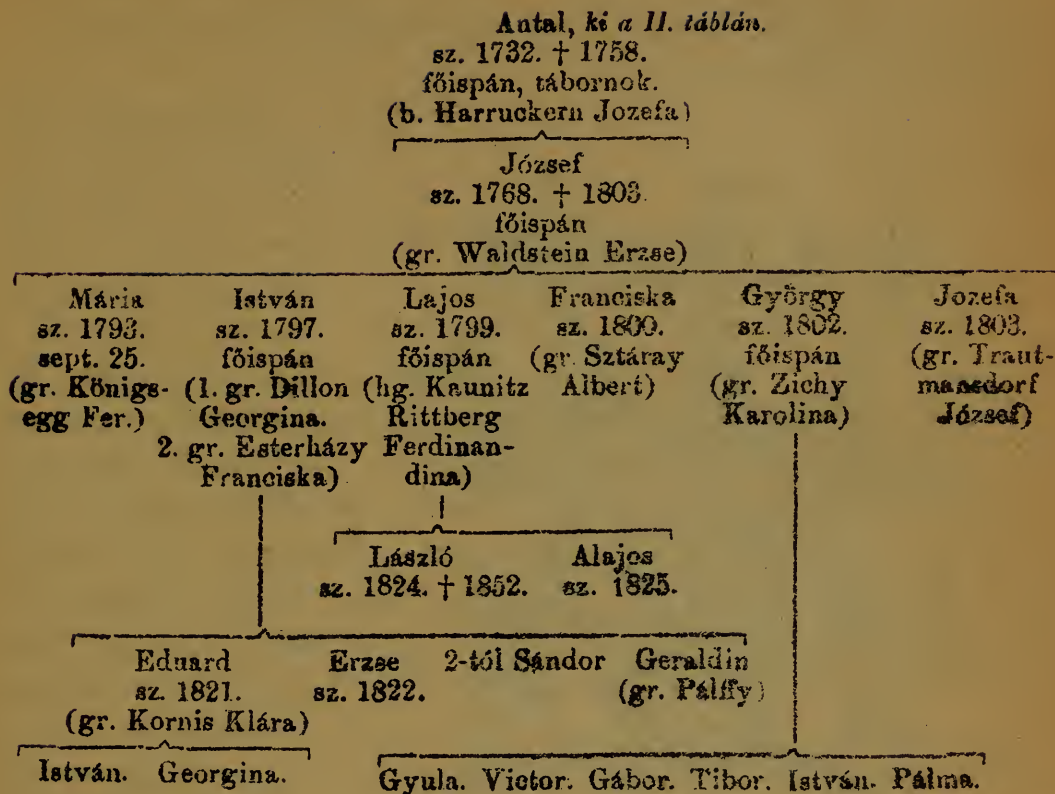 Antal, ki a II. táblán.
sz. 1732. † 1758.
főispán, tábornok.
(b. Harruckern Jozefa)
József
sz. 1768. † 1803.
főispán
(gr. Waldstein Erzse)
Mária
sz. 1793.
sept. 25.
(gr. Königs-
egg Fer.)
István
sz. 1797.
főispán
(1. gr. Dillon
Georgina.
2. gr. Esterházy
Franciska)
Lajos
sz. 1799.
főispán
(hg. Kaunitz
Rittberg
Ferdinan-
dina)
Franciska
sz. 1800.
(gr. Sztáray
Albert)
György
sz. 1802.
főispán
(gr. Zichy
Karolina)
Jozefa
sz. 1803.
(gr. Traut-
mansdorf
József)
László
sz. 1824. † 1852.
Alajos
sz. 1825.
Eduard
sz. 1821.
(gr. Kornis Klára)
Erzse
sz. 1822.
2-tól Sándor
Geraldin
(gr. Pálffy)
István. Georgina.
Gyula. Victor. Gábor. Tibor. István. Pálma.